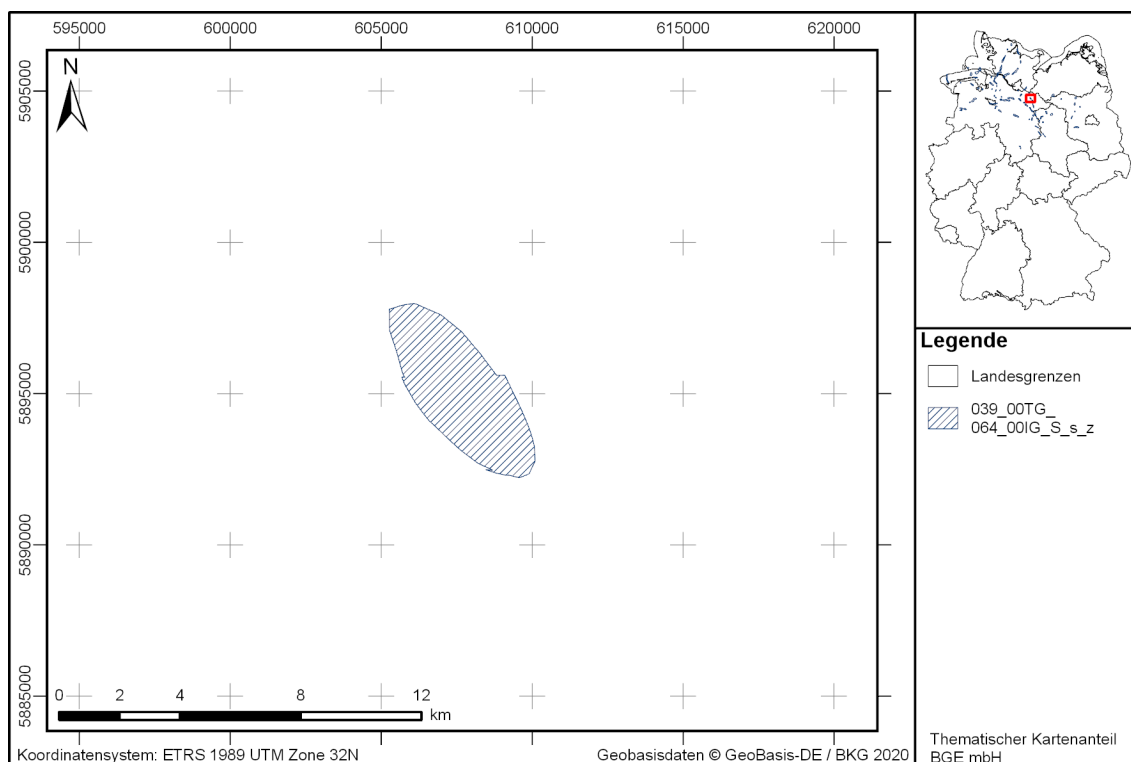 595000 600000 605000 610000 615000 620000
N
5905000
5900000
5895000
5890000
5885000
0 2 4 8 12
km
Koordinatensystem: ETRS 1989 UTM Zone 32N
Geobasisdaten © GeoBasis-DE / BKG 2020
Legende
Landesgrenzen
039_00TG_
064_00IG_S_s_z
Thematischer Kartenanteil
BGE mbH